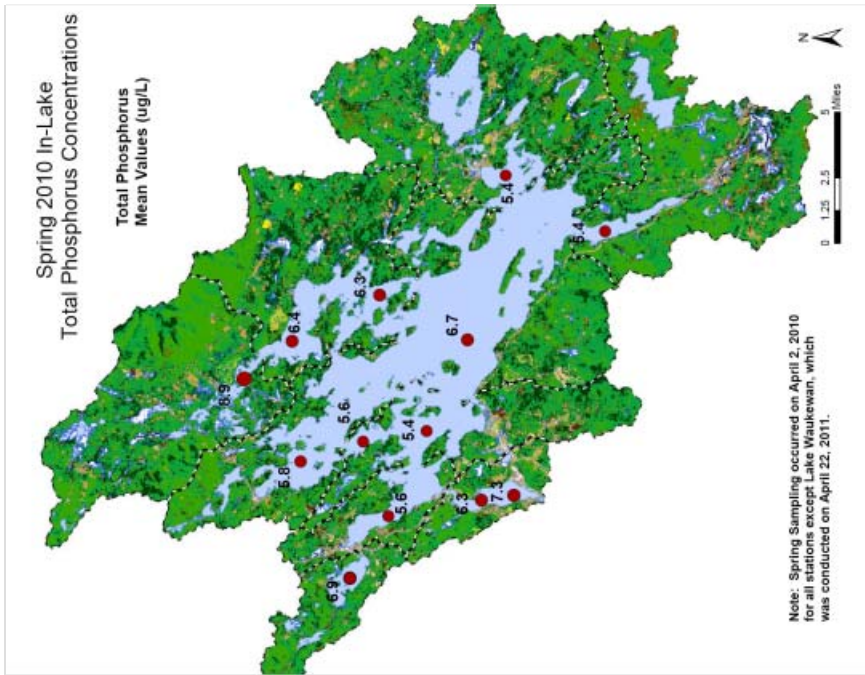 Spring 2010 In-Lake
Total Phosphorus Concentrations
Total Phosphorus
Mean Values (ug/L)
8.9
6.4
6.3
5.8
5.6
5.4
6.7
5.4
5.4
5.6
6.9
6.3
7.3
N
0 1.25 2.5 5
Miles
Note: Spring Sampling occurred on April 2, 2010
for all stations except Lake Waukewan, which
was conducted on April 22, 2011.